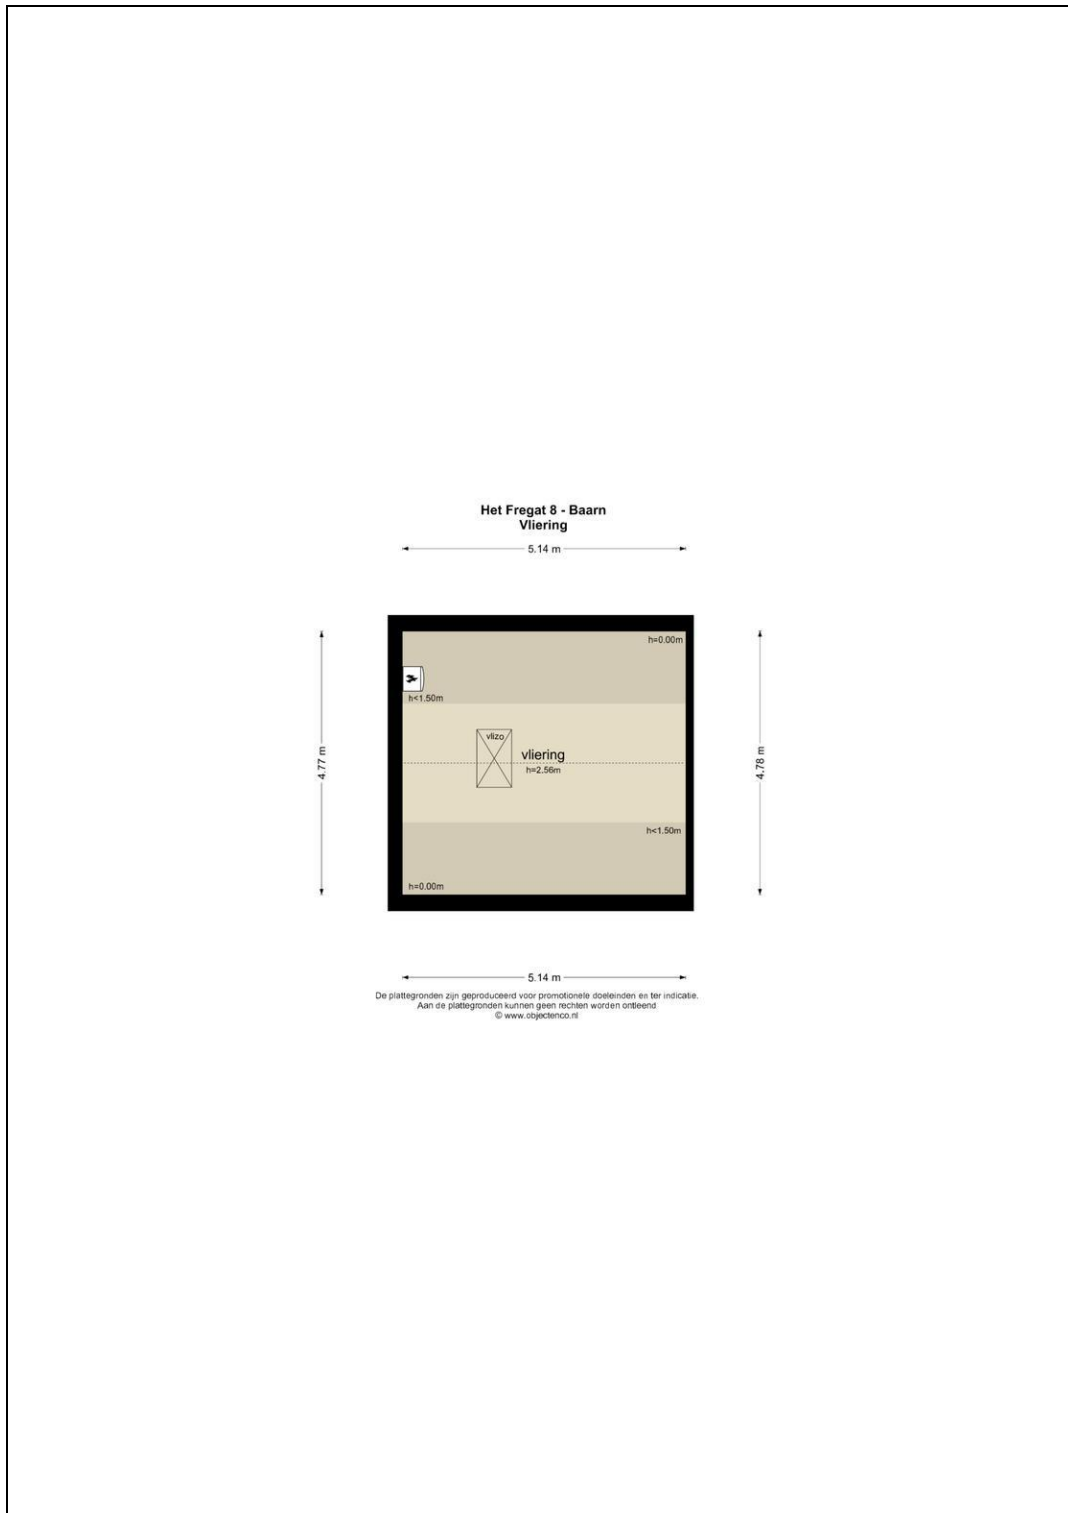 Het Fregat 8 - Baarn
Vliering
5.14 m
h=0.00m
h<1.50m
vlizo
vliering
h=2.56m
4.77 m
4.78 m
h<1.50m
h=0.00m
5.14 m
De plattegronden zijn geproduceerd voor promotionele doeleinden en ter indicatie.
Aan de plattegronden kunnen geen rechten worden ontleend.
© www.objectenco.nl